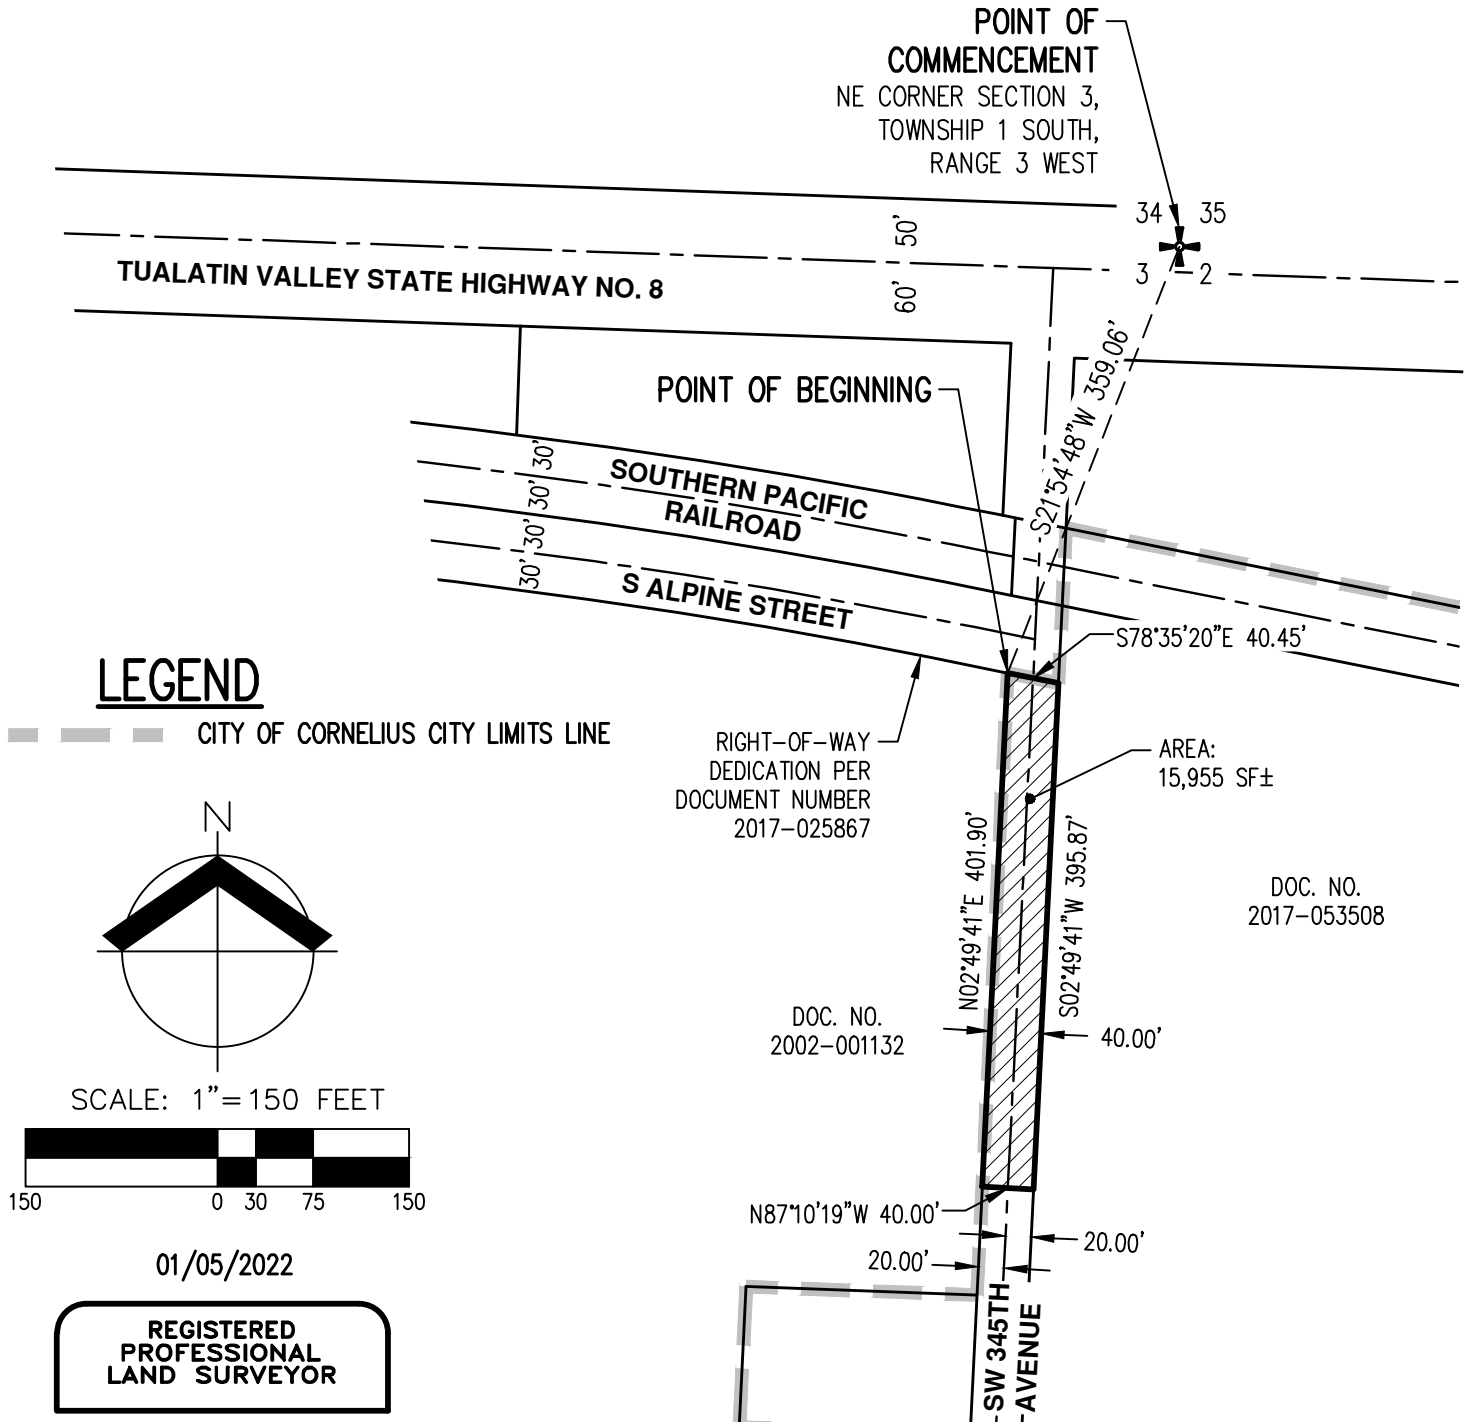 POINT OF
COMMENCEMENT
NE CORNER SECTION 3,
TOWNSHIP 1 SOUTH,
RANGE 3 WEST
34 35
3 2
50'
60'
TUALATIN VALLEY STATE HIGHWAY NO. 8
S21°54'48"W 359.06'
POINT OF BEGINNING
30'
30'
30'
30'
SOUTHERN PACIFIC
RAILROAD
S ALPINE STREET
S78°35'20"E 40.45'
LEGEND
CITY OF CORNELIUS CITY LIMITS LINE
RIGHT-OF-WAY
DEDICATION PER
DOCUMENT NUMBER
2017-025867
AREA:
15,955 SF±
N02°49'41"E 401.90'
S02°49'41"W 395.87'
DOC. NO.
2017-053508
DOC. NO.
2002-001132
40.00'
N
SCALE: 1"=150 FEET
150 0 30 75 150
N87°10'19"W 40.00'
20.00'
20.00'
SW 345TH
AVENUE
01/05/2022
REGISTERED
PROFESSIONAL
LAND SURVEYOR